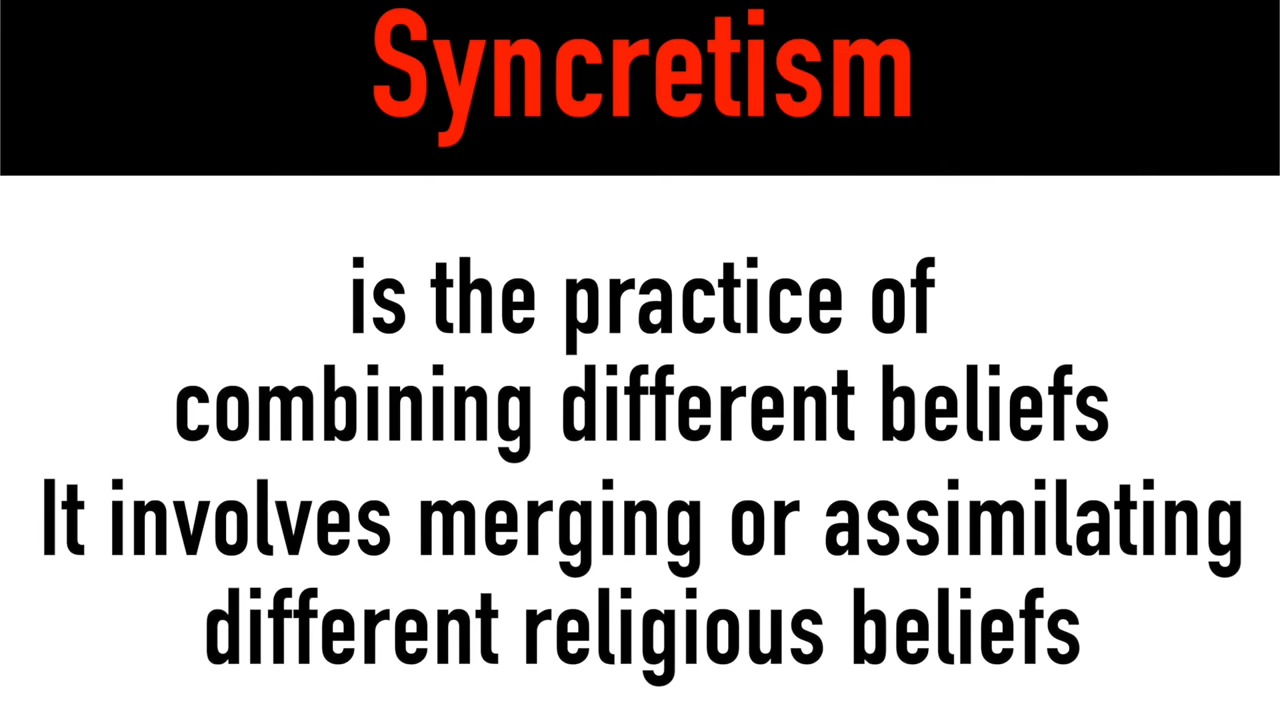 Syncretism
is the practice of
combining different beliefs
It involves merging or assimilating
different religious beliefs